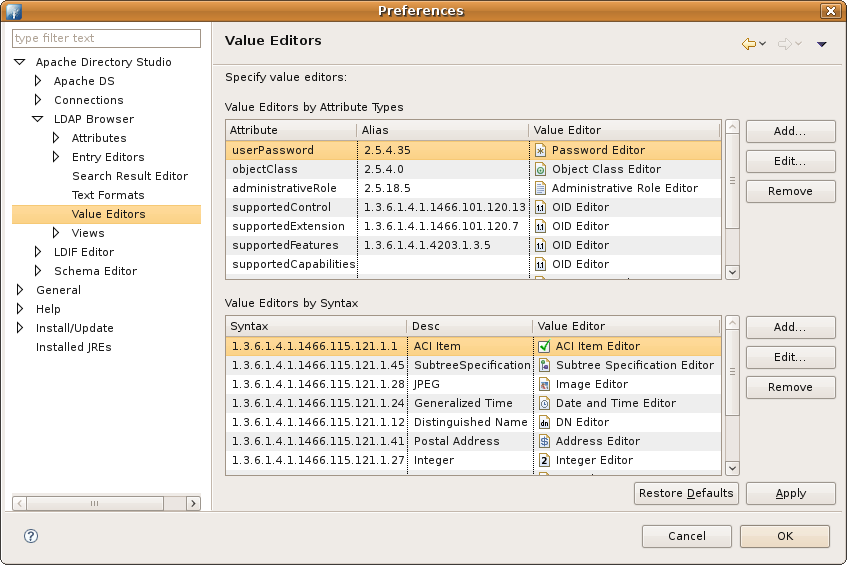 Preferences
type filter text
Apache Directory Studio
Apache DS
Connections
LDAP Browser
Attributes
Entry Editors
Search Result Editor
Text Formats
Value Editors
Views
LDIF Editor
Schema Editor
General
Help
Install/Update
Installed JREs
Value Editors
Specify value editors:
Value Editors by Attribute Types
Attribute Alias Value Editor
userPassword 2.5.4.35 Password Editor
objectClass 2.5.4.0 Object Class Editor
administrativeRole 2.5.18.5 Administrative Role Editor
supportedControl 1.3.6.1.4.1.1466.101.120.13 OID Editor
supportedExtension 1.3.6.1.4.1.1466.101.120.7 OID Editor
supportedFeatures 1.3.6.1.4.1.4203.1.3.5 OID Editor
supportedCapabilities OID Editor
Add...
Edit...
Remove
Value Editors by Syntax
Syntax Desc Value Editor
1.3.6.1.4.1.1466.115.121.1.1 ACI Item ACI Item Editor
1.3.6.1.4.1.1466.115.121.1.45 SubtreeSpecification Subtree Specification Editor
1.3.6.1.4.1.1466.115.121.1.28 JPEG Image Editor
1.3.6.1.4.1.1466.115.121.1.24 Generalized Time Date and Time Editor
1.3.6.1.4.1.1466.115.121.1.12 Distinguished Name DN Editor
1.3.6.1.4.1.1466.115.121.1.41 Postal Address Address Editor
1.3.6.1.4.1.1466.115.121.1.27 Integer Integer Editor
Add...
Edit...
Remove
Restore Defaults Apply
Cancel OK